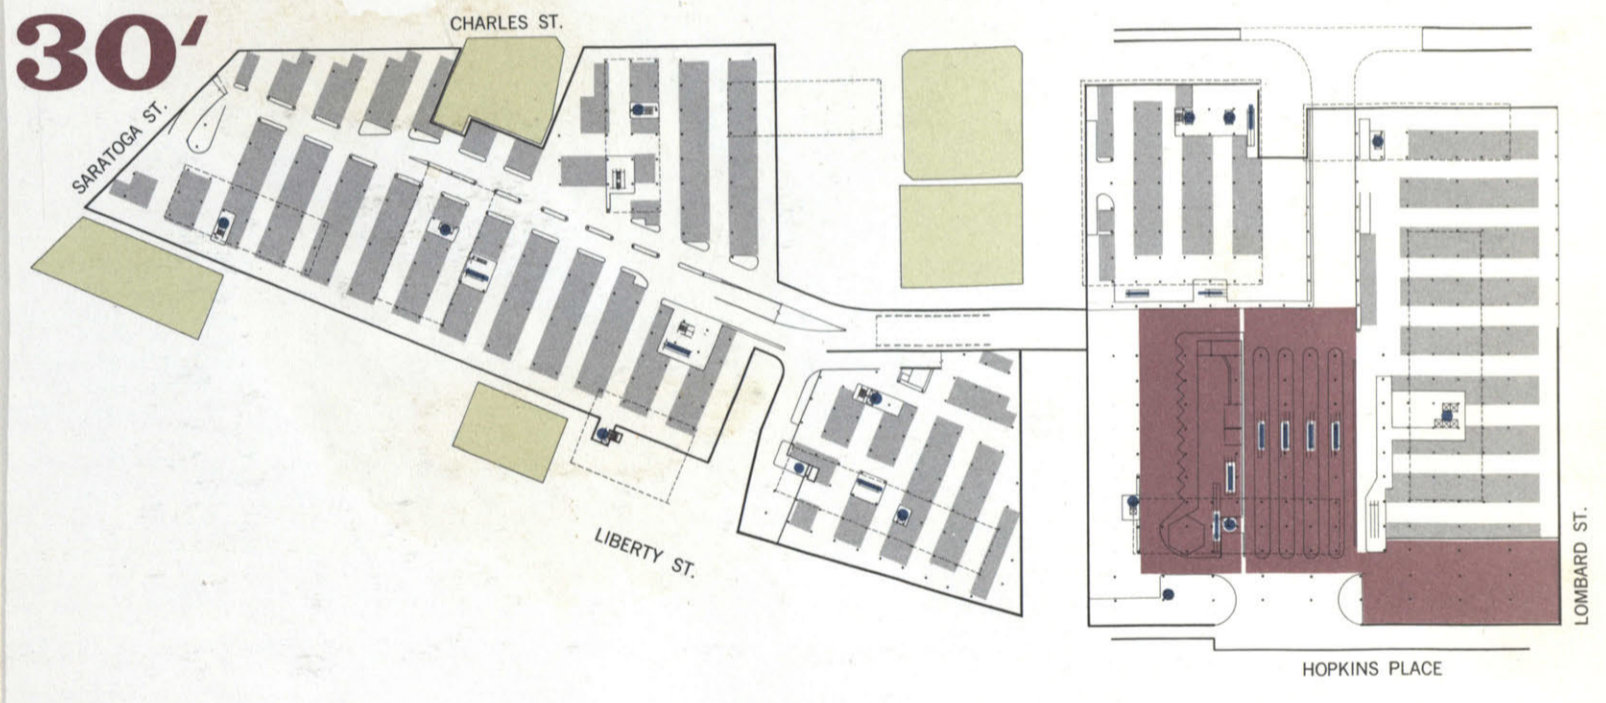 30′
CHARLES ST.
SARATOGA ST.
LIBERTY ST.
LOMBARD ST.
HOPKINS PLACE